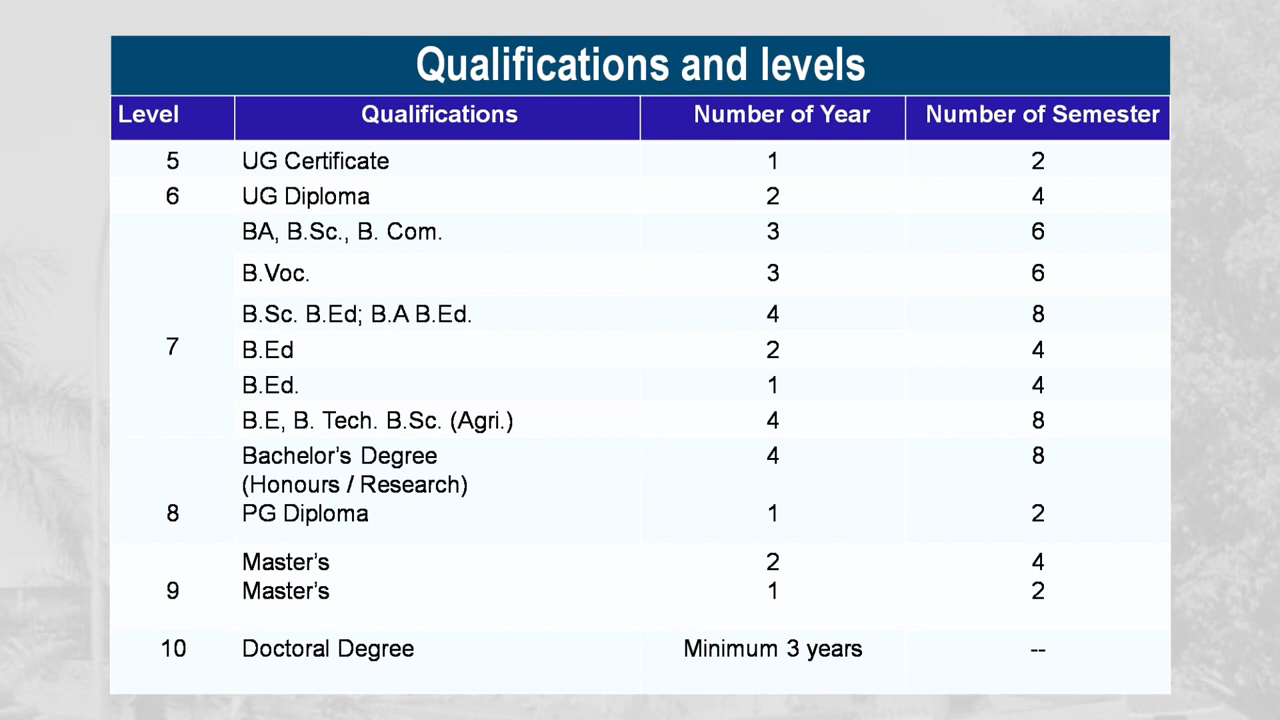 Qualifications and levels
Level Qualifications Number of Year Number of Semester
5 UG Certificate 1 2
6 UG Diploma 2 4
BA, B.Sc., B. Com. 3 6
B.Voc. 3 6
B.Sc. B.Ed; B.A B.Ed. 4 8
7 B.Ed 2 4
B.Ed. 1 4
B.E, B. Tech. B.Sc. (Agri.) 4 8
Bachelor's Degree 4 8
(Honours / Research)
8 PG Diploma 1 2
Master's 2 4
9 Master's 1 2
10 Doctoral Degree Minimum 3 years --